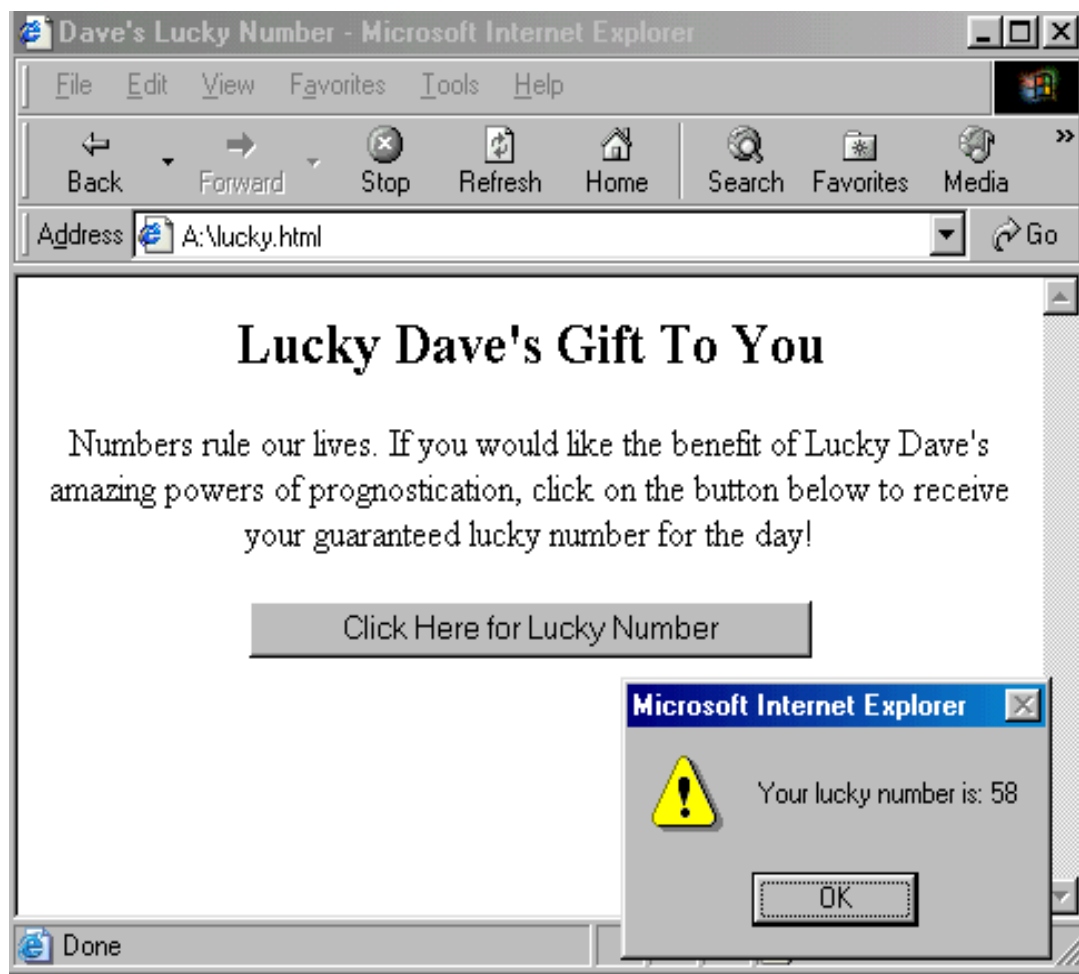 Dave's Lucky Number - Microsoft Internet Explorer
File Edit View Favorites Tools Help
Back Forward Stop Refresh Home Search Favorites Media »
Address A:\lucky.html Go
Lucky Dave's Gift To You
Numbers rule our lives. If you would like the benefit of Lucky Dave's
amazing powers of prognostication, click on the button below to receive
your guaranteed lucky number for the day!
Click Here for Lucky Number
Microsoft Internet Explorer
Your lucky number is: 58
OK
Done